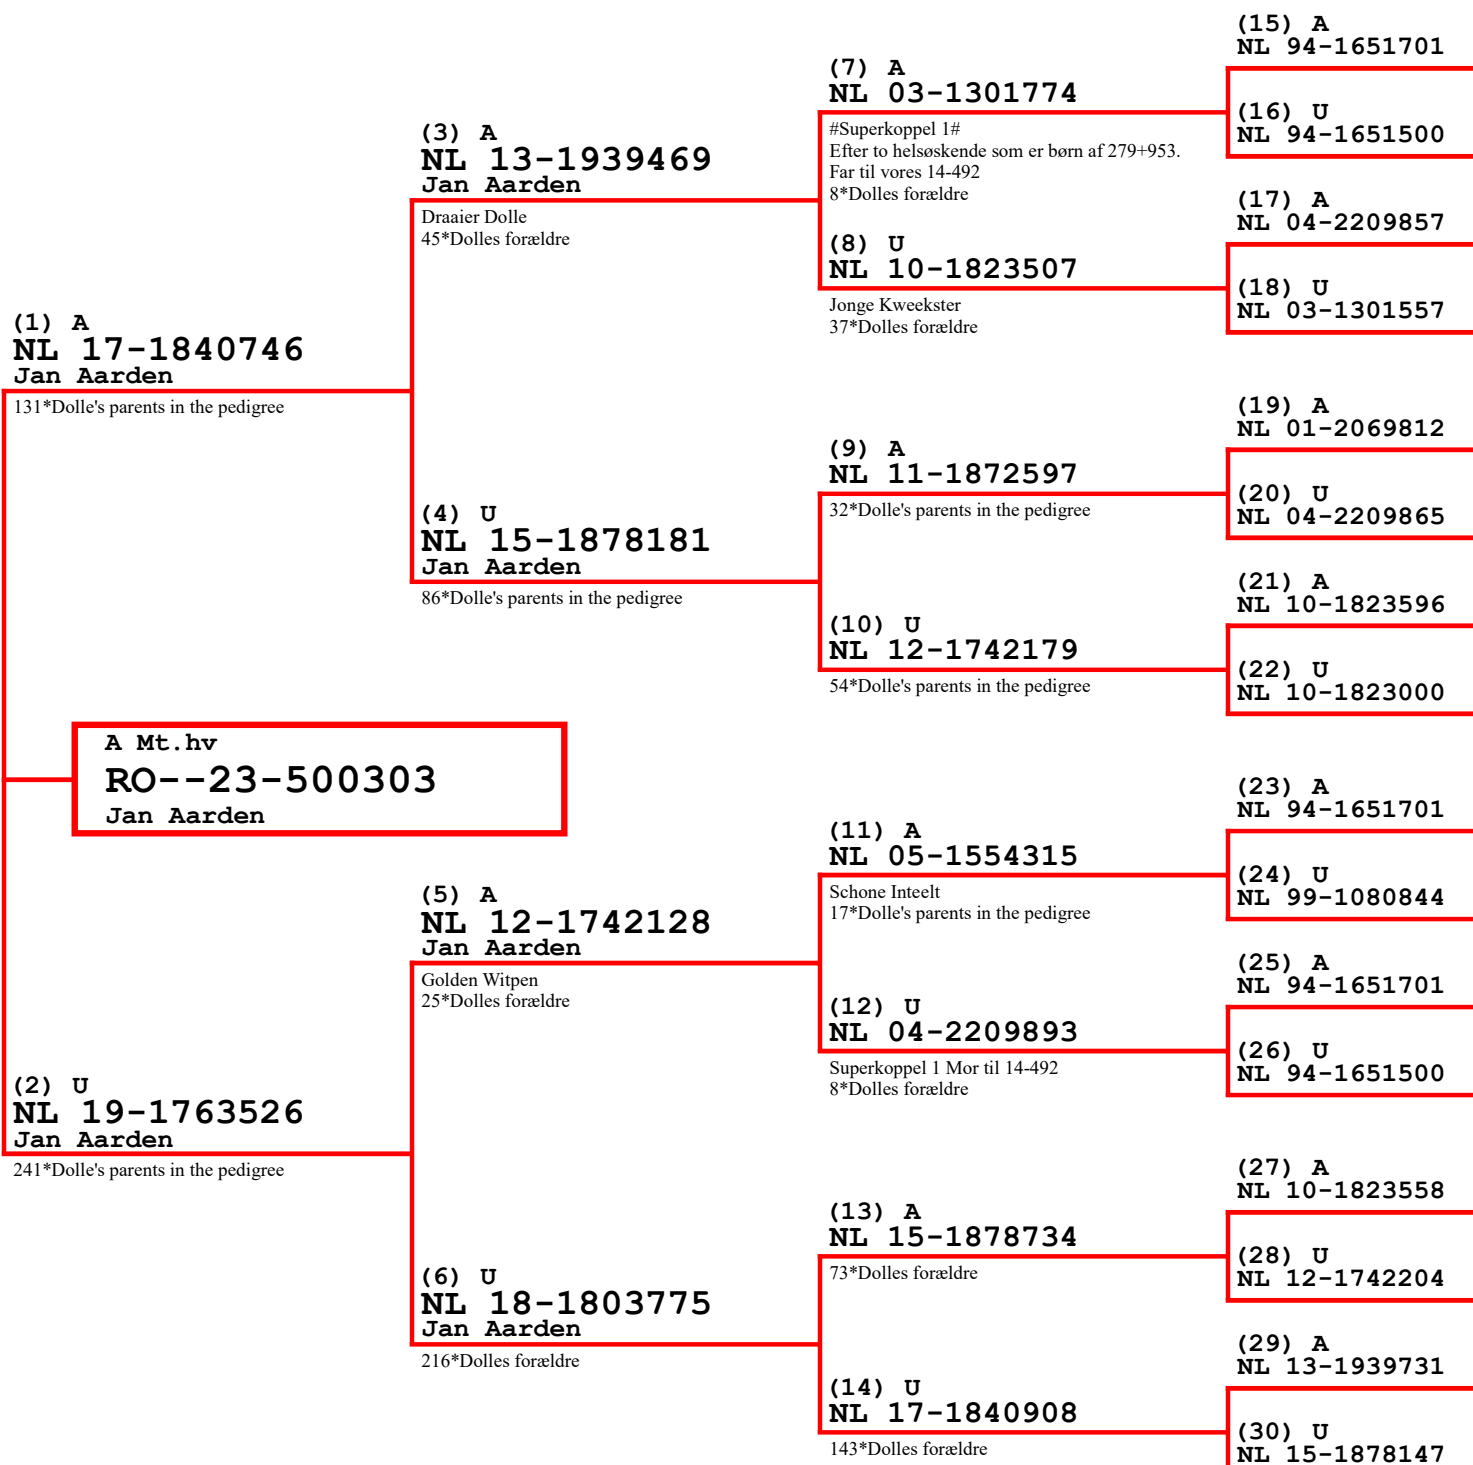 (1) A
NL 17-1840746
Jan Aarden
131*Dolle's parents in the pedigree
A Mt.hv
RO--23-500303
Jan Aarden
(2) U
NL 19-1763526
Jan Aarden
241*Dolle's parents in the pedigree
(3) A
NL 13-1939469
Jan Aarden
Draaier Dolle
45*Dolles forældre
(4) U
NL 15-1878181
Jan Aarden
86*Dolle's parents in the pedigree
(5) A
NL 12-1742128
Jan Aarden
Golden Witpen
25*Dolles forældre
(6) U
NL 18-1803775
Jan Aarden
216*Dolles forældre
(7) A
NL 03-1301774
#Superkoppel 1#
Efter to helsøskende som er børn af 279+953.
Far til vores 14-492
8*Dolles forældre
(8) U
NL 10-1823507
Jonge Kweekster
37*Dolles forældre
(9) A
NL 11-1872597
32*Dolle's parents in the pedigree
(10) U
NL 12-1742179
54*Dolle's parents in the pedigree
(11) A
NL 05-1554315
Schone Inteelt
17*Dolle's parents in the pedigree
(12) U
NL 04-2209893
Superkoppel 1 Mor til 14-492
8*Dolles forældre
(13) A
NL 15-1878734
73*Dolles forældre
(14) U
NL 17-1840908
143*Dolles forældre
(15) A
NL 94-1651701
(16) U
NL 94-1651500
(17) A
NL 04-2209857
(18) U
NL 03-1301557
(19) A
NL 01-2069812
(20) U
NL 04-2209865
(21) A
NL 10-1823596
(22) U
NL 10-1823000
(23) A
NL 94-1651701
(24) U
NL 99-1080844
(25) A
NL 94-1651701
(26) U
NL 94-1651500
(27) A
NL 10-1823558
(28) U
NL 12-1742204
(29) A
NL 13-1939731
(30) U
NL 15-1878147